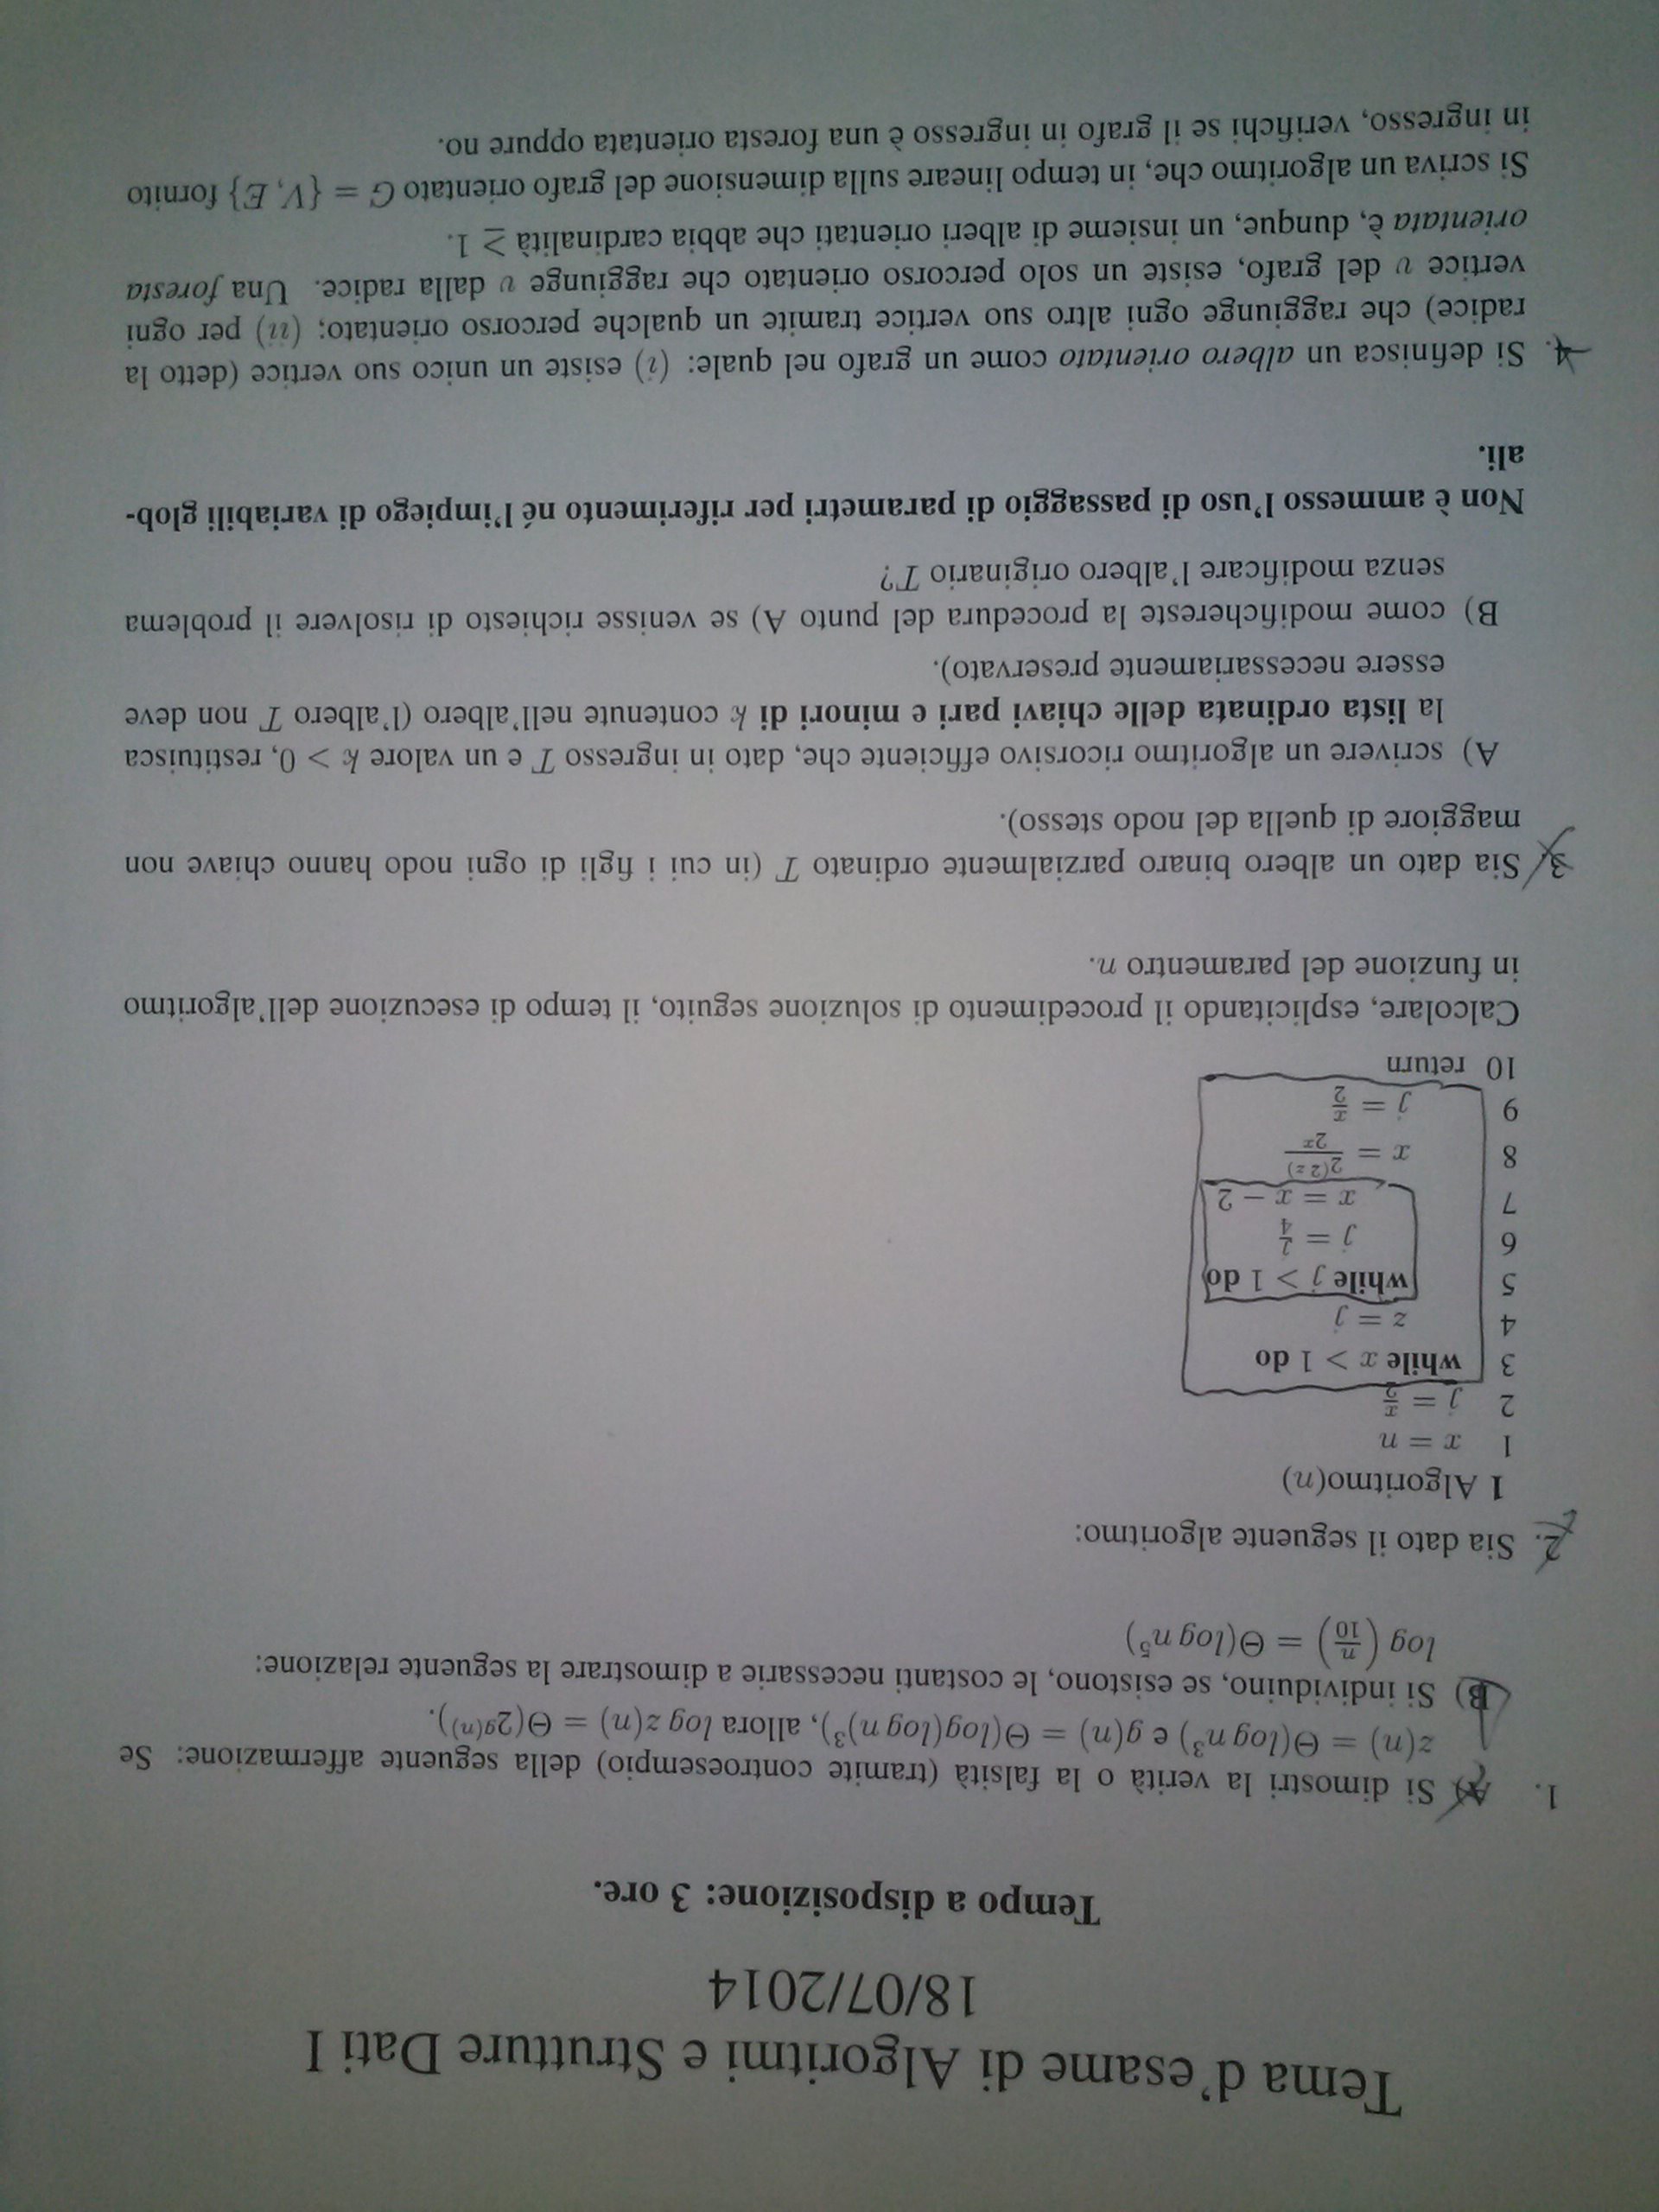 Tema d'esame di Algoritmi e Strutture Dati I
18/07/2014
Tempo a disposizione: 3 ore.
1. A) Si dimostri la verità o la falsità (tramite controesempio) della seguente affermazione: Se
z(n) = Θ(log n³) e g(n) = Θ(log(log n)³), allora log z(n) = Θ(2^{g(n)}).
B) Si individuino, se esistono, le costanti necessarie a dimostrare la seguente relazione:
log (n/10) = Θ(log n⁵)
2. Sia dato il seguente algoritmo:
1 Algoritmo(n)
1 x = n
2 j = x/2
3 while x > 1 do
4 z = j
5 while j > 1 do
6 j = j/4
7 x = x − 2
8 x = 2^{(2 z)}/2^x
9 j = x/2
10 return
Calcolare, esplicitando il procedimento di soluzione seguito, il tempo di esecuzione dell'algoritmo
in funzione del paramentro n.
3. Sia dato un albero binaro parzialmente ordinato T (in cui i figli di ogni nodo hanno chiave non
maggiore di quella del nodo stesso).
A) scrivere un algoritmo ricorsivo efficiente che, dato in ingresso T e un valore k > 0, restituisca
la lista ordinata delle chiavi pari e minori di k contenute nell'albero (l'albero T non deve
essere necessariamente preservato).
B) come modifichereste la procedura del punto A) se venisse richiesto di risolvere il problema
senza modificare l'albero originario T?
Non è ammesso l'uso di passaggio di parametri per riferimento né l'impiego di variabili glob-
ali.
4. Si definisca un albero orientato come un grafo nel quale: (i) esiste un unico suo vertice (detto la
radice) che raggiunge ogni altro suo vertice tramite un qualche percorso orientato; (ii) per ogni
vertice v del grafo, esiste un solo percorso orientato che raggiunge v dalla radice. Una foresta
orientata è, dunque, un insieme di alberi orientati che abbia cardinalità ≥ 1.
Si scriva un algoritmo che, in tempo lineare sulla dimensione del grafo orientato G = {V, E} fornito
in ingresso, verifichi se il grafo in ingresso è una foresta orientata oppure no.